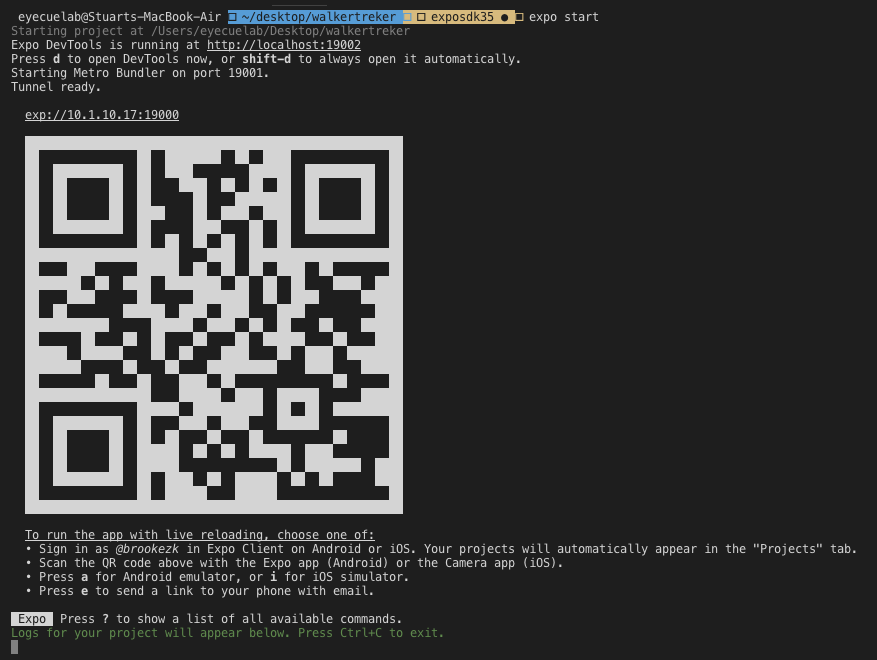 eyecuelab@Stuarts-MacBook-Air ~/desktop/walkertreker exposdk35 ● expo start
Starting project at /Users/eyecuelab/Desktop/walkertreker
Expo DevTools is running at http://localhost:19002
Press d to open DevTools now, or shift-d to always open it automatically.
Starting Metro Bundler on port 19001.
Tunnel ready.
exp://10.1.10.17:19000
To run the app with live reloading, choose one of:
• Sign in as @brookezk in Expo Client on Android or iOS. Your projects will automatically appear in the "Projects" tab.
• Scan the QR code above with the Expo app (Android) or the Camera app (iOS).
• Press a for Android emulator, or i for iOS simulator.
• Press e to send a link to your phone with email.
Expo Press ? to show a list of all available commands.
Logs for your project will appear below. Press Ctrl+C to exit.